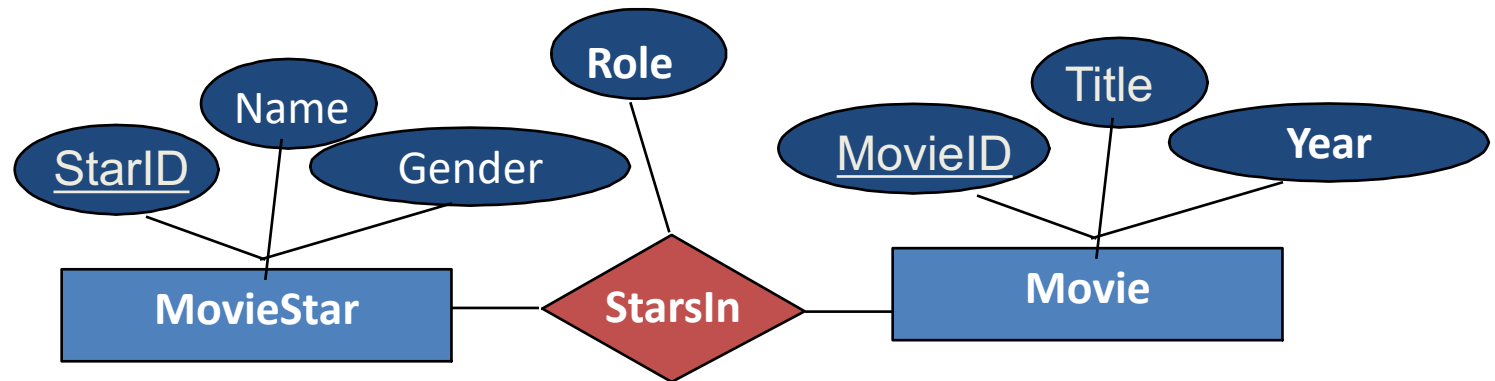 Role
Title
Name
StarID
Gender
MovieID
Year
MovieStar
StarsIn
Movie